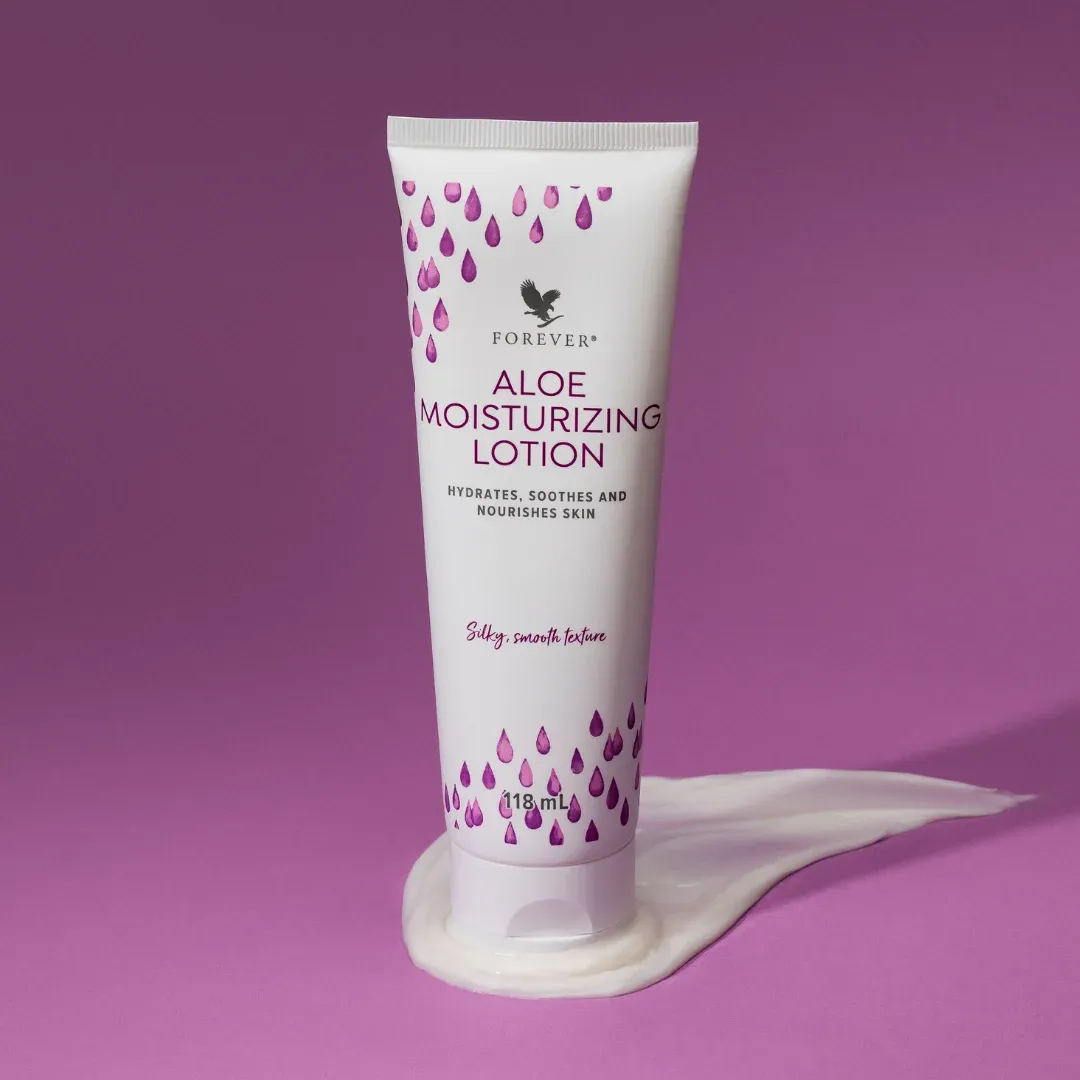 FOREVER®
ALOE
MOISTURIZING
LOTION
HYDRATES, SOOTHES AND
NOURISHES SKIN
Silky, smooth texture
118 mL